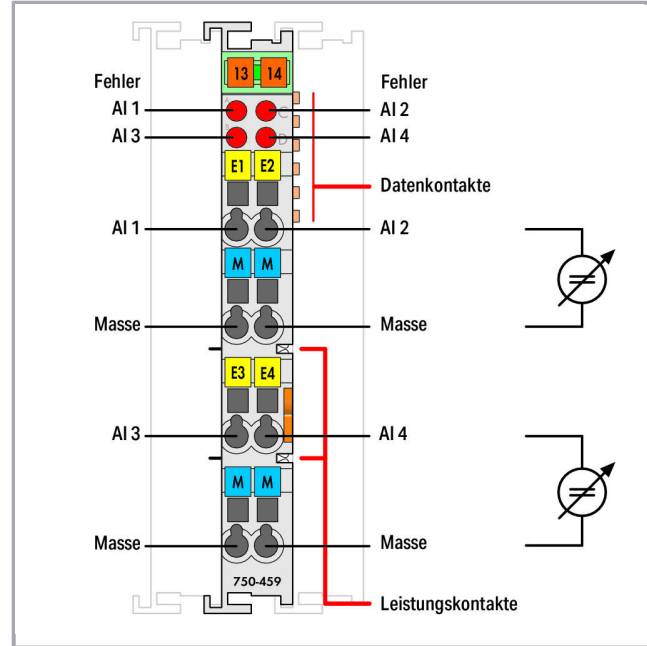 13 14
Fehler Fehler
AI 1 A C AI 2
AI 3 D AI 4
E1 E2
Datenkontakte
AI 1 AI 2
M M
Masse Masse
E3 E4
AI 3 AI 4
M M
Masse Masse
750-459
Leistungskontakte